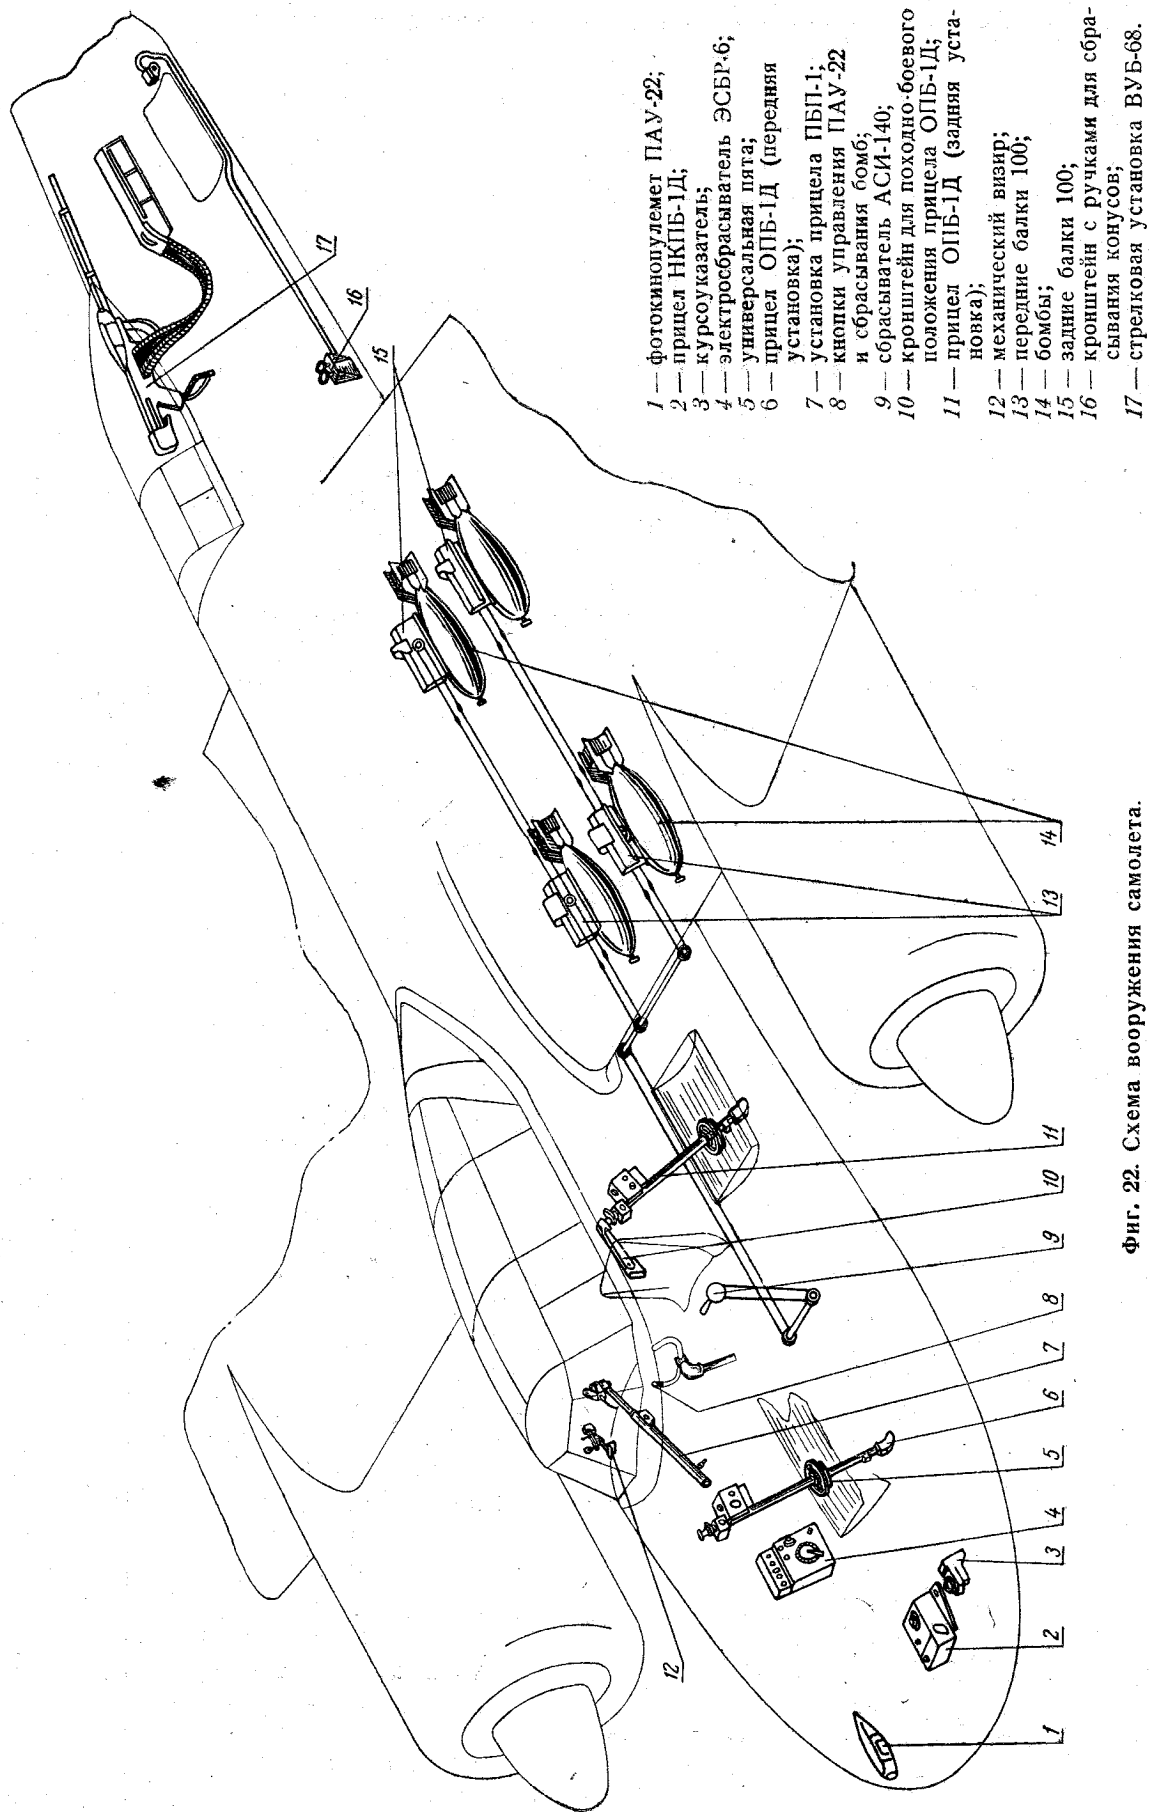 1 — фотокинопулемет ПАУ-22;
2 — прицел НКПБ-1Д;
3 — курсоуказатель;
4 — электросбрасыватель ЭСБР-6;
5 — универсальная пята;
6 — прицел ОПБ-1Д (передняя
установка);
7 — установка прицела ПБП-1;
8 — кнопки управления ПАУ-22
и сбрасывания бомб;
9 — сбрасыватель АСИ-140;
10 — кронштейн для походно-боевого
положения прицела ОПБ-1Д;
11 — прицел ОПБ-1Д (задняя уста-
новка);
12 — механический визир;
13 — передние балки 100;
14 — бомбы;
15 — задние балки 100;
16 — кронштейн с ручками для сбра-
сывания конусов;
17 — стрелковая установка ВУБ-68.
17
16
15
1
2
3
4
5
6
7
8
9
10
11
13
14
12
Фиг. 22. Схема вооружения самолета.